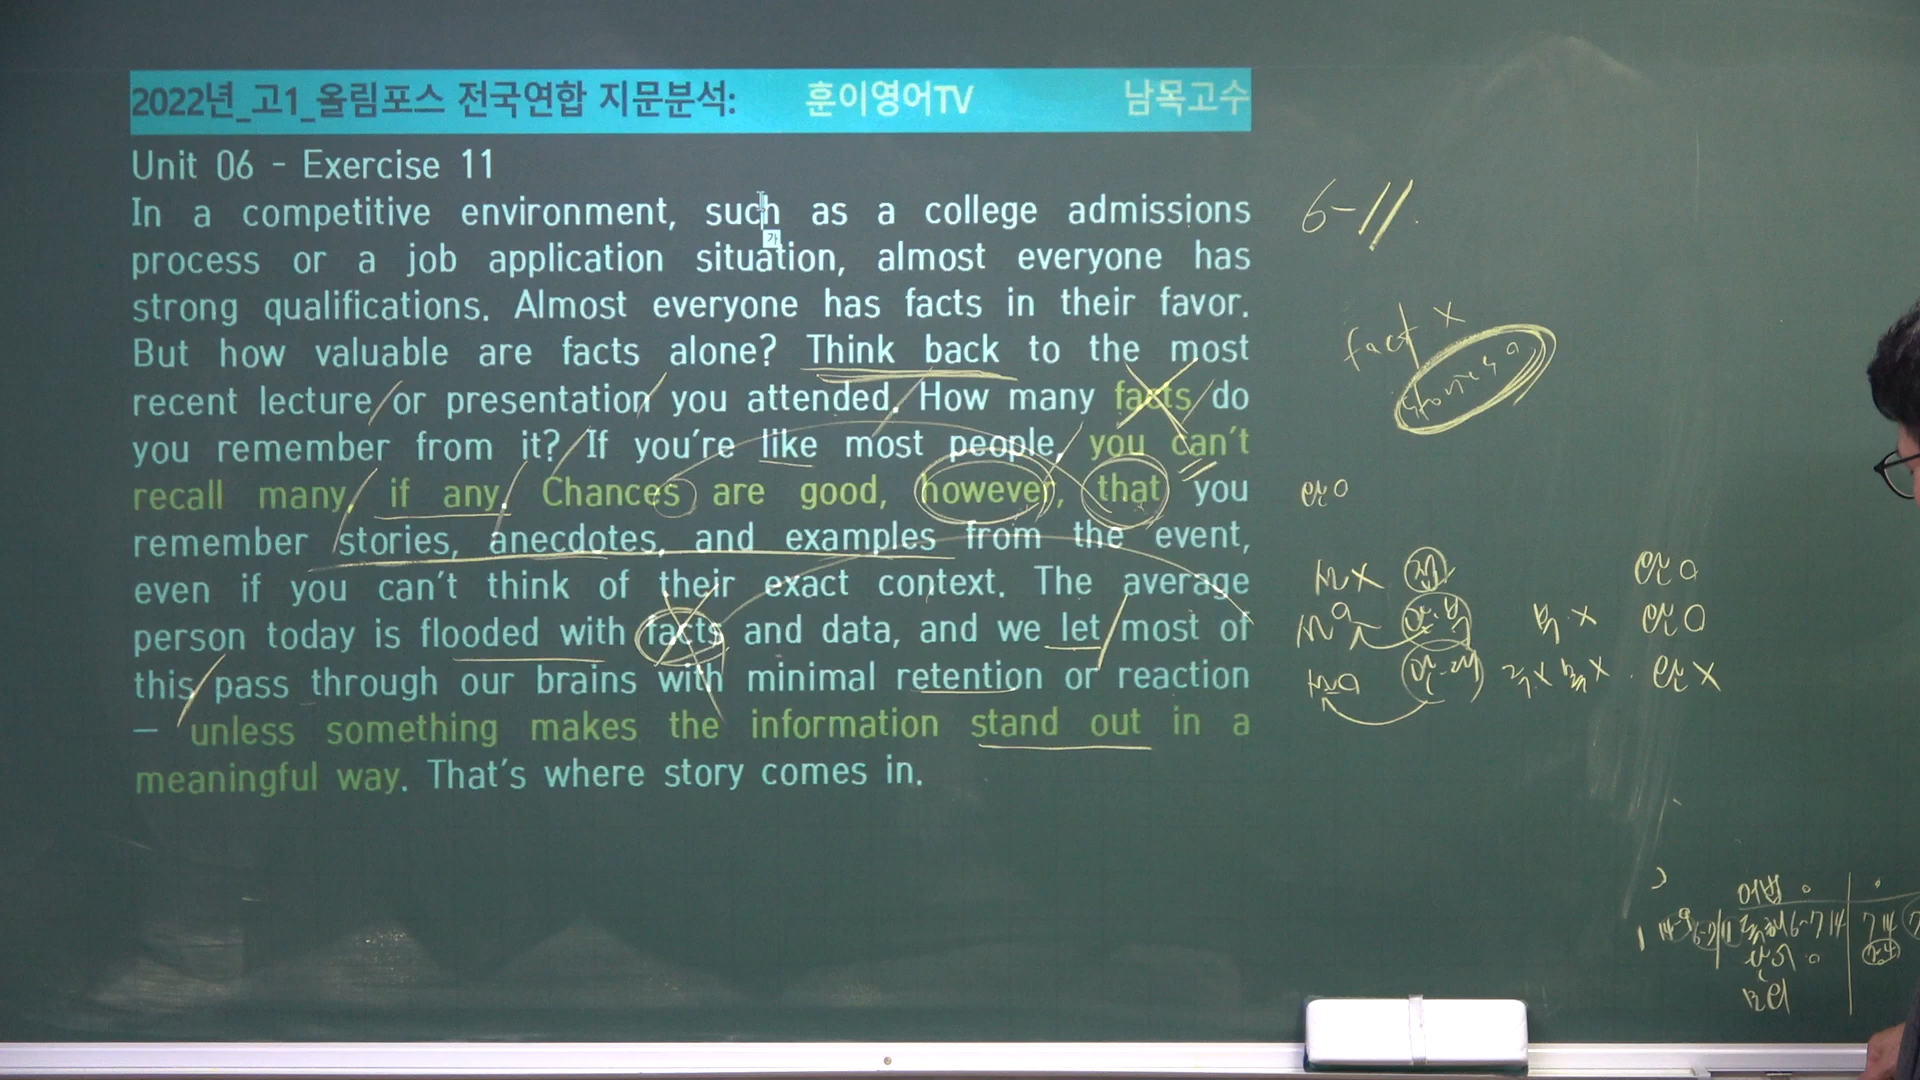 2022년_고1_올림포스 전국연합 지문분석: 훈이영어TV 남목고수
Unit 06 - Exercise 11
In a competitive environment, such as a college admissions
process or a job application situation, almost everyone has
strong qualifications. Almost everyone has facts in their favor.
But how valuable are facts alone? Think back to the most
recent lecture or presentation you attended. How many facts do
you remember from it? If you're like most people, you can't
recall many, if any. Chances are good, however, that you
remember stories, anecdotes, and examples from the event,
even if you can't think of their exact context. The average
person today is flooded with facts and data, and we let most of
this pass through our brains with minimal retention or reaction
– unless something makes the information stand out in a
meaningful way. That's where story comes in.
가
6-11.
fact X
stories